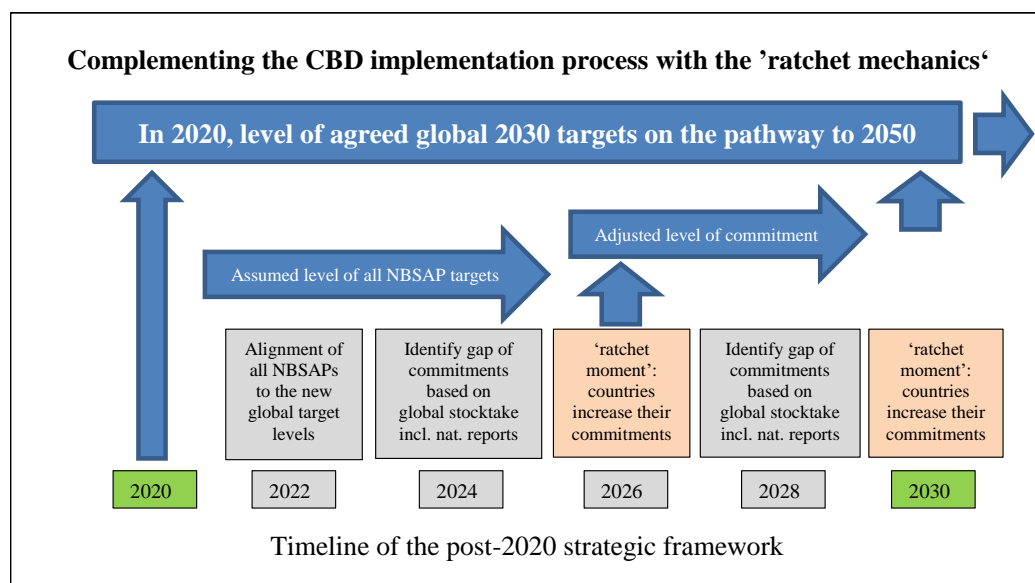 Complementing the CBD implementation process with the ’ratchet mechanics‘
In 2020, level of agreed global 2030 targets on the pathway to 2050
Adjusted level of commitment
Assumed level of all NBSAP targets
Alignment of
all NBSAPs
to the new
global target
levels
Identify gap of
commitments
based on
global stocktake
incl. nat. reports
‘ratchet
moment’:
countries
increase their
commitments
Identify gap of
commitments
based on
global stocktake
incl. nat. reports
‘ratchet
moment’:
countries
increase their
commitments
2020
2022
2024
2026
2028
2030
Timeline of the post-2020 strategic framework